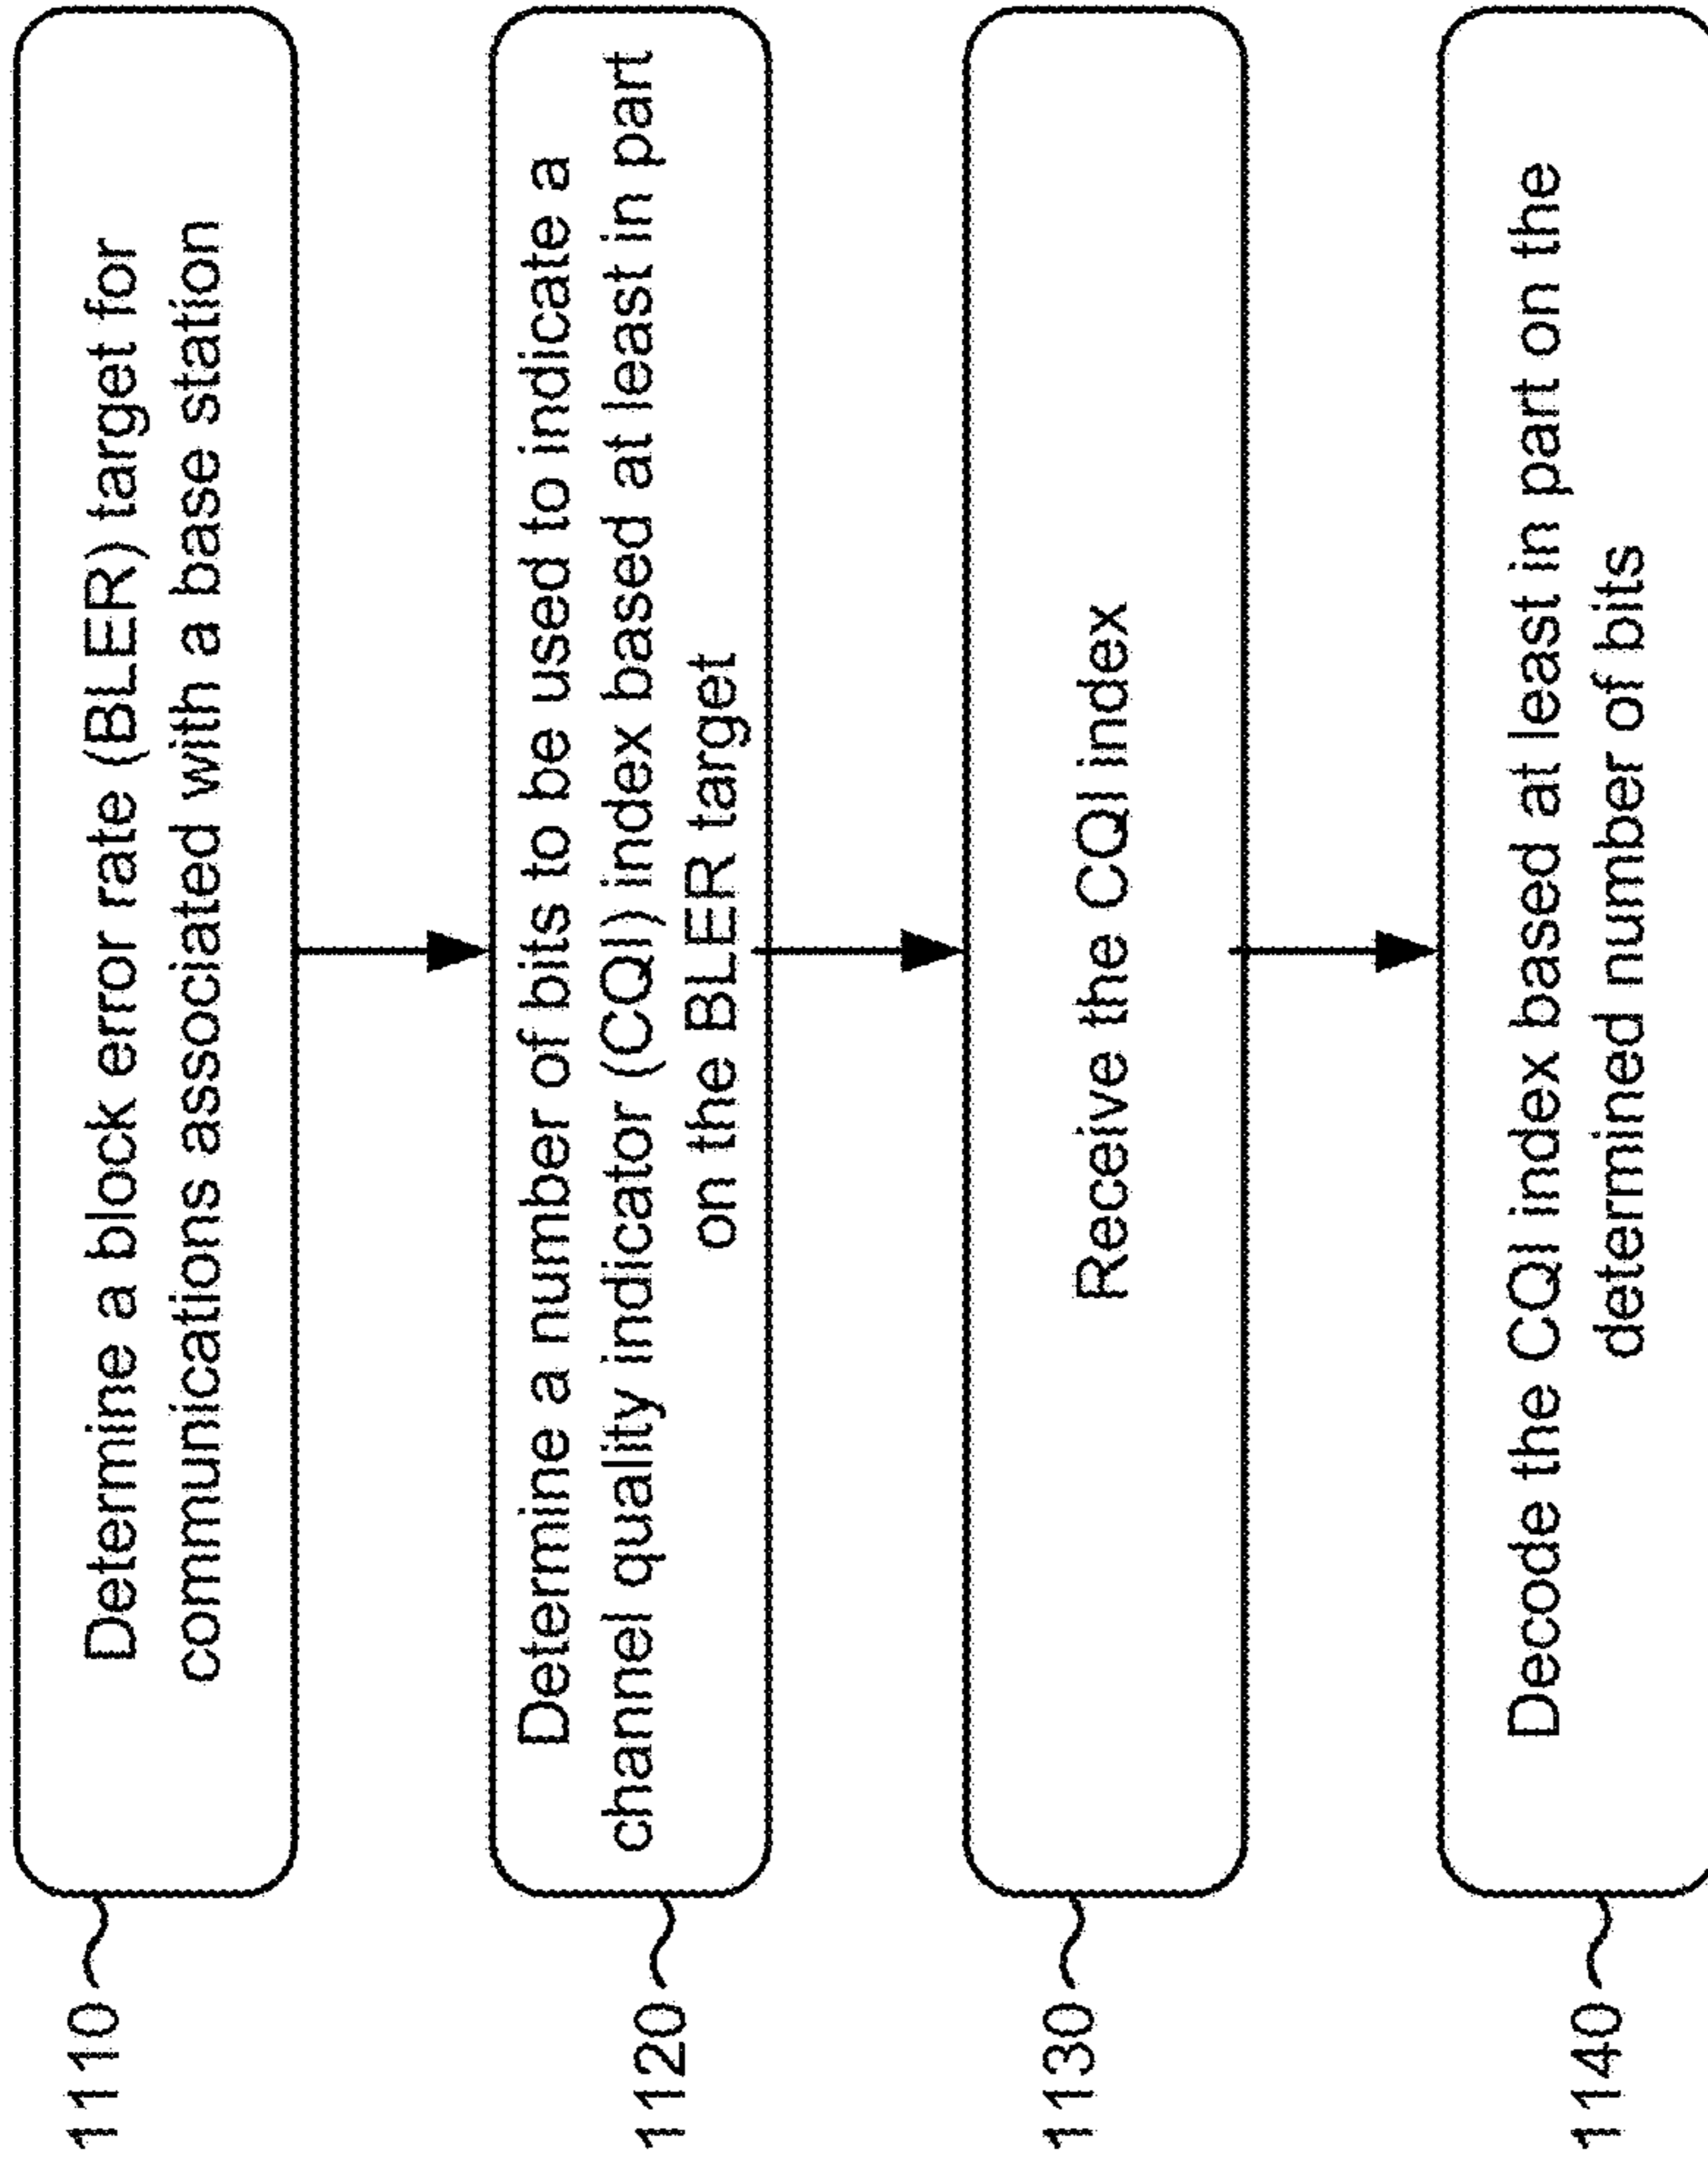 1110
Determine a block error rate (BLER) target for
communications associated with a base station
1120
Determine a number of bits to be used to indicate a
channel quality indicator (CQI) index based at least in part
on the BLER target
1130
Receive the CQI index
1140
Decode the CQI index based at least in part on the
determined number of bits